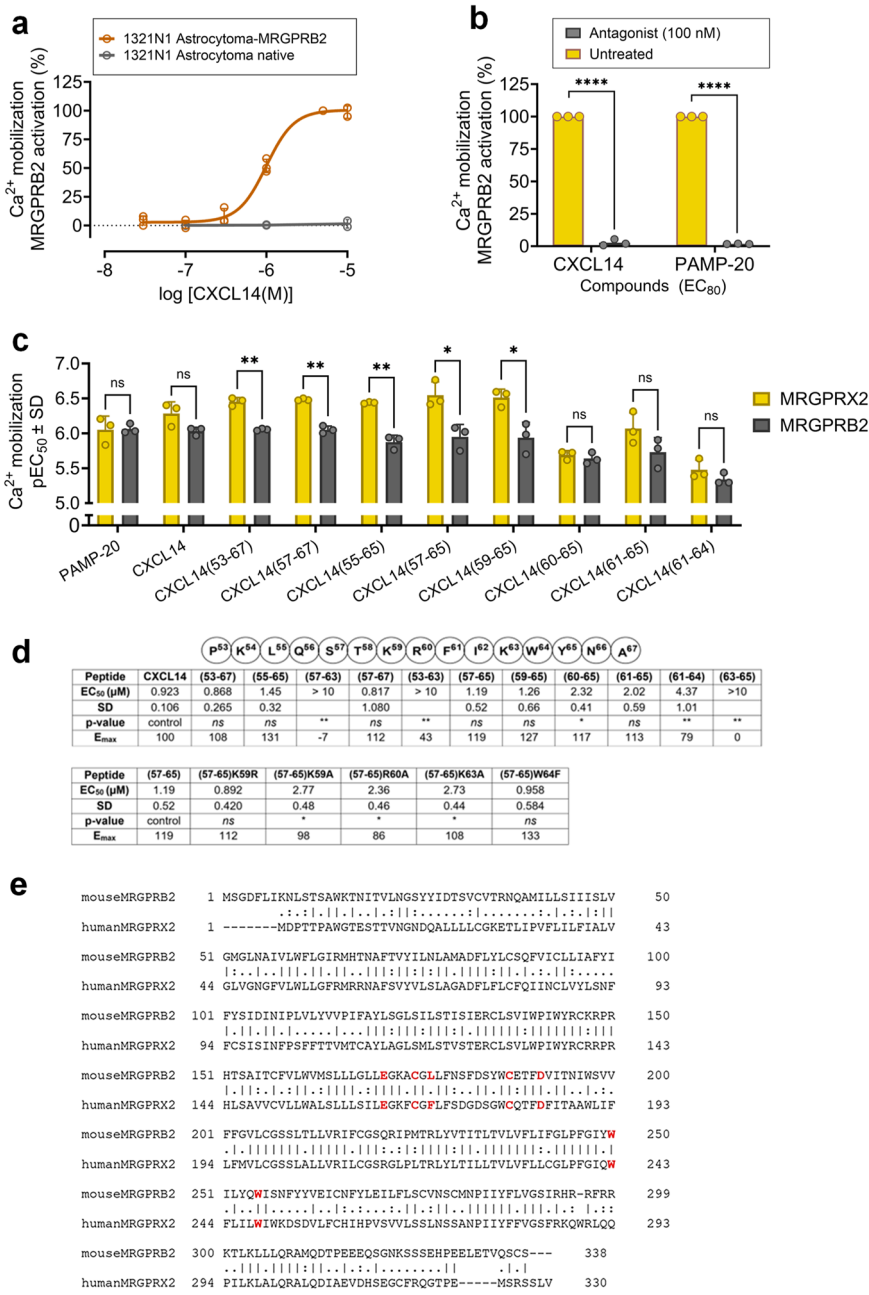 a
1321N1 Astrocytoma-MRGPRB2
1321N1 Astrocytoma native
Ca2+ mobilization
MRGPRB2 activation (%)
125
100
75
50
25
0
-8 -7 -6 -5
log [CXCL14(M)]
b
Antagonist (100 nM)
Untreated
Ca2+ mobilization
MRGPRB2 activation (%)
125
100
75
50
25
0
**** ****
CXCL14 PAMP-20
Compounds (EC80)
c
Ca2+ mobilization
pEC50 ± SD
7.0
6.5
6.0
5.5
5.0
0
ns ns ** ** ** * * ns ns ns
MRGPRX2
MRGPRB2
PAMP-20 CXCL14 CXCL14(53-67) CXCL14(57-67) CXCL14(55-65) CXCL14(57-65) CXCL14(59-65) CXCL14(60-65) CXCL14(61-65) CXCL14(61-64)
d
P53 K54 L55 Q56 S57 T58 K59 R60 F61 I62 K63 W64 Y65 N66 A67
Peptide CXCL14 (53-67) (55-65) (53-57) (57-67) (53-63) (57-65) (59-65) (60-65) (61-65) (61-64) (63-65)
EC50 (µM) 0.923 0.868 1.45 > 10 0.817 > 10 1.19 1.26 2.32 2.02 4.37 >10
SD 0.106 0.265 0.32 1.080 0.52 0.66 0.41 0.59 1.01
p-value control ns ns ** ns ** ns ns * ns ** **
Emax 100 108 131 -7 112 43 119 127 117 113 79 0
Peptide (57-65) (57-65)K59R (57-65)K59A (57-65)R60A (57-65)K63A (57-65)W64F
EC50 (µM) 1.19 0.892 2.77 2.36 2.73 0.958
SD 0.52 0.420 0.48 0.46 0.44 0.584
p-value control ns * * * ns
Emax 119 112 98 86 108 133
e
mouseMRGPRB2 1 MSGDFLIKNLSTSAWKTNITVLNGSYYIDTSVCVTRNQAMILLSIIISLV 50
humanMRGPRX2 1 -------MDPTTPAWGTESTTVNGNDQALLLLCGKETLIPVFLILFIALV 43
mouseMRGPRB2 51 GMGLNAIVLWFLGIRMHTNAFTVYILNLAMADFLYLCSQFVICLLIAFYI 100
humanMRGPRX2 44 GLVGNGFVLWLLGFRMRRNAFSVYVLSLAGADFLFLCFQIINCLVYLSNF 93
mouseMRGPRB2 101 FYSIDINIPLVLYVVPIFAYLSGLSILSTISIERCLSVIWPIWYRCKRPR 150
humanMRGPRX2 94 FCSISINFPSFFTTVMTCAYLAGLSMLSTVSTERCLSVLWPIWYRCRRPR 143
mouseMRGPRB2 151 HTSAITCFVLWVMSLLLGLLEGKACGLLFNSFDSYWCETFDVITNIWSVV 200
humanMRGPRX2 144 HLSAVVCVLLWALSLLLSILEGKFCGFLFSDGDSGWCQTFDFITAAWLIF 193
mouseMRGPRB2 201 FFGVLCGSSLTLLVRIFCGSQRIPMTRLYVTITLTVLVFLIFGLPFGIYW 250
humanMRGPRX2 194 LFMVLCGSSLALLVRILCGSRGLPLTRLYLTILLTVLVFLLCGLPFGIQW 243
mouseMRGPRB2 251 ILYQWISNFYYVEICNFYLEILFLSCVNSCMNPIIYFLVGSIRHR-RFRR 299
humanMRGPRX2 244 FLILWIWKDSDVLFCHIHPVSVVLSSLNSSANPIIYFFVGSFRKQWRLQQ 293
mouseMRGPRB2 300 KTLKLLLQRAMQDTPEEEQSGNKSSSEHPEELETVQSCS--- 338
humanMRGPRX2 294 PILKLALQRALQDIAEVDHSEGCFRQGTPE-----MSRSSLV 330